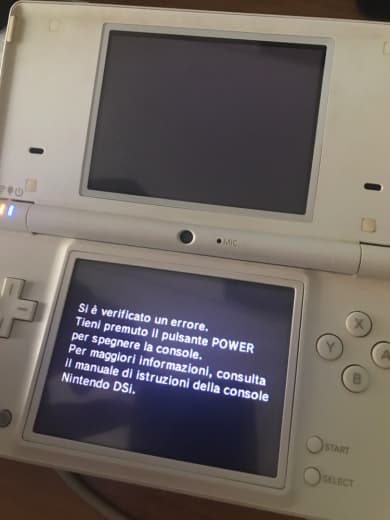 MIC.
Si è verificato un errore.
Tieni premuto il pulsante POWER
per spegnere la console.
Per maggiori informazioni, consulta
il manuale di istruzioni della console
Nintendo DSi.
X
Y
A
B
START
SELECT